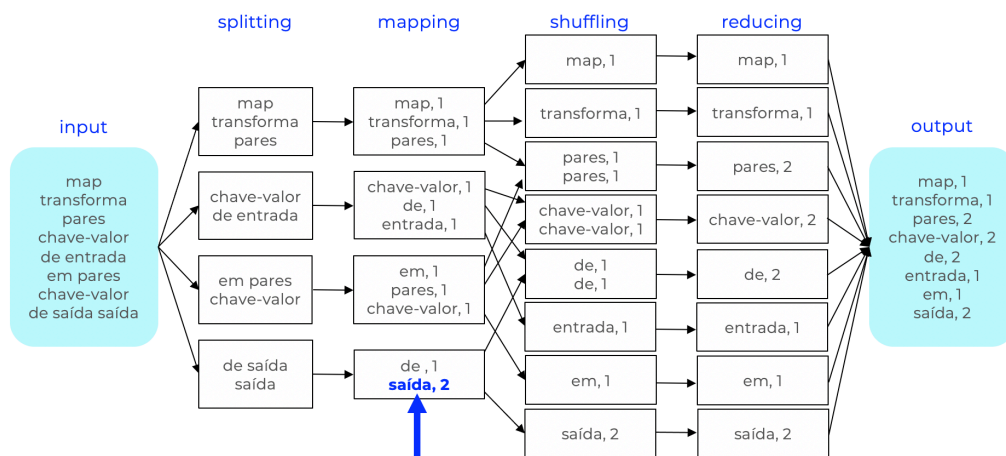 splitting
mapping
shuffling
reducing
input
output
map
transforma
pares
chave-valor
de entrada
em pares
chave-valor
de saída saída
map
transforma
pares
chave-valor
de entrada
em pares
chave-valor
de saída
saída
map, 1
transforma, 1
pares, 1
chave-valor, 1
de, 1
entrada, 1
em, 1
pares, 1
chave-valor, 1
de , 1
saída, 2
map, 1
transforma, 1
pares, 1
pares, 1
chave-valor, 1
chave-valor, 1
de, 1
de, 1
entrada, 1
em, 1
saída, 2
map, 1
transforma, 1
pares, 2
chave-valor, 2
de, 2
entrada, 1
em, 1
saída, 2
map, 1
transforma, 1
pares, 2
chave-valor, 2
de, 2
entrada, 1
em, 1
saída, 2